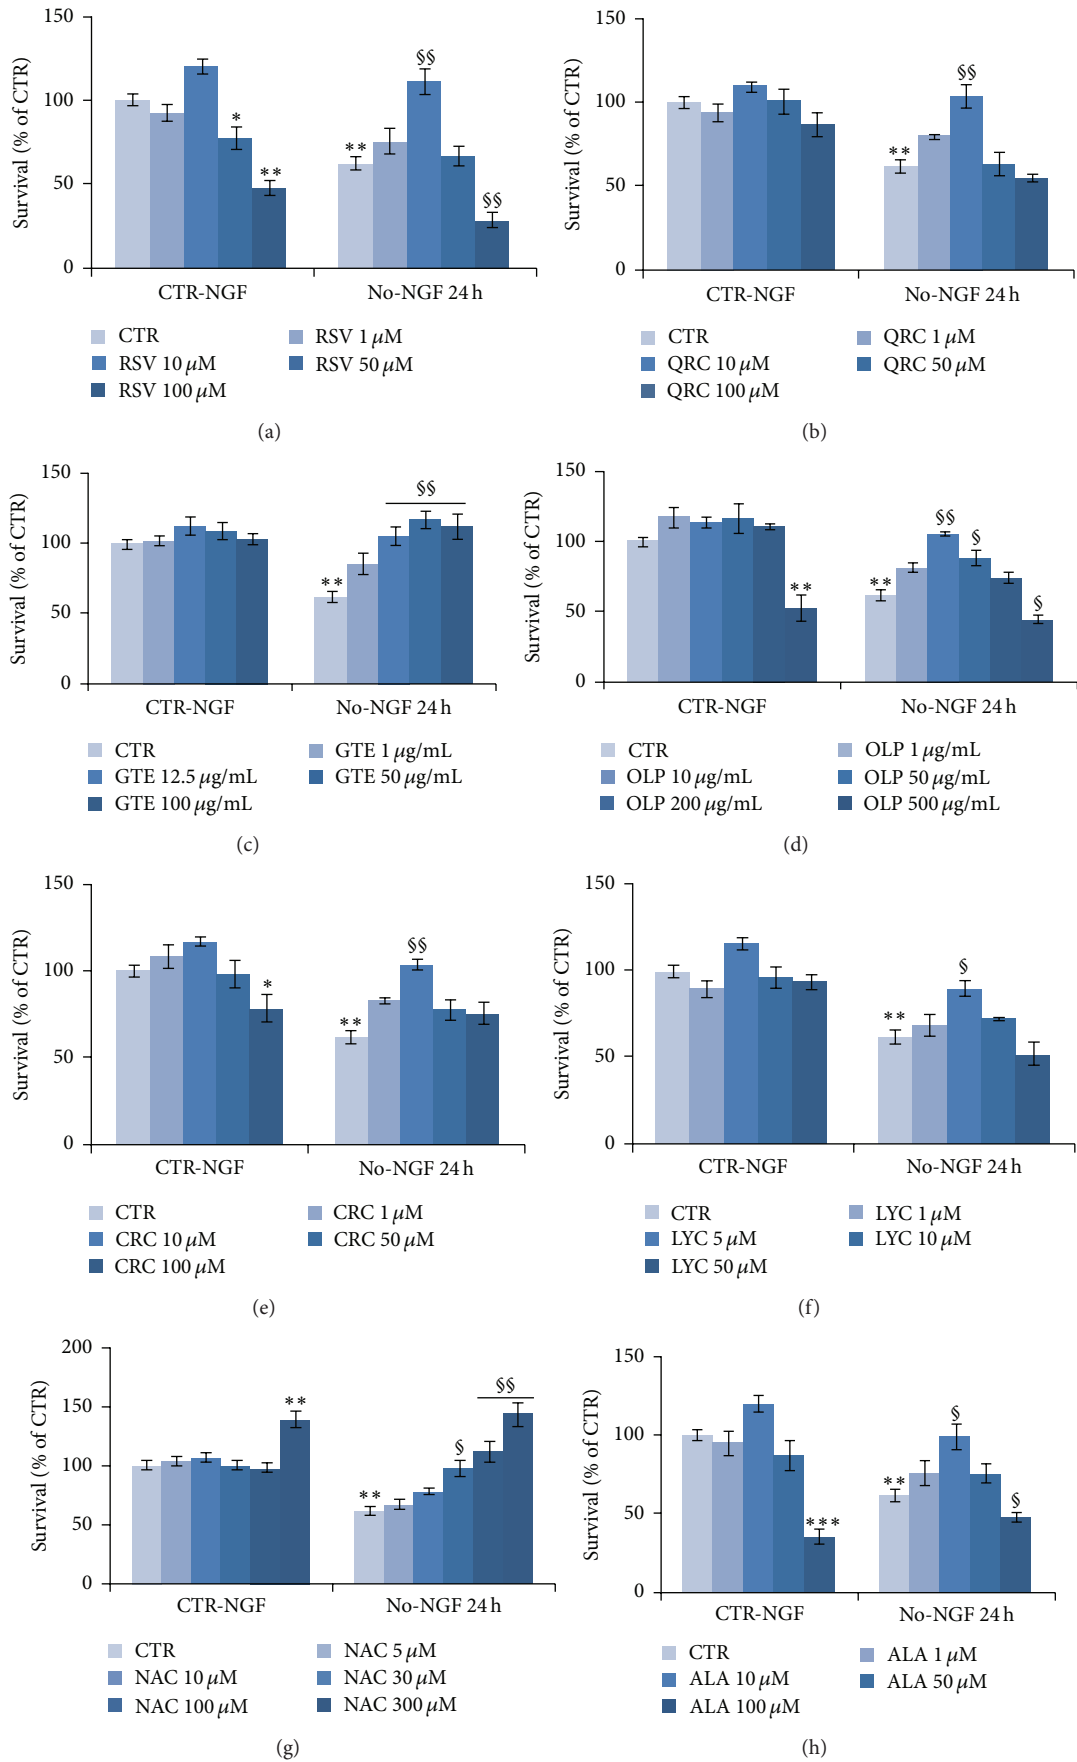 150
100
50
0
Survival (% of CTR)
*
**
**
§§
§§
CTR-NGF
No-NGF 24 h
CTR
RSV 1 μM
RSV 10 μM
RSV 50 μM
RSV 100 μM
(a)
150
100
50
0
Survival (% of CTR)
**
§§
CTR-NGF
No-NGF 24 h
CTR
QRC 1 μM
QRC 10 μM
QRC 50 μM
QRC 100 μM
(b)
150
100
50
0
Survival (% of CTR)
**
§§
CTR-NGF
No-NGF 24 h
CTR
GTE 1 μg/mL
GTE 12.5 μg/mL
GTE 50 μg/mL
GTE 100 μg/mL
(c)
150
100
50
0
Survival (% of CTR)
**
**
§§
§
§
CTR-NGF
No-NGF 24 h
CTR
OLP 1 μg/mL
OLP 10 μg/mL
OLP 50 μg/mL
OLP 200 μg/mL
OLP 500 μg/mL
(d)
150
100
50
0
Survival (% of CTR)
*
**
§§
CTR-NGF
No-NGF 24 h
CTR
CRC 1 μM
CRC 10 μM
CRC 50 μM
CRC 100 μM
(e)
150
100
50
0
Survival (% of CTR)
**
§
CTR-NGF
No-NGF 24 h
CTR
LYC 1 μM
LYC 5 μM
LYC 10 μM
LYC 50 μM
(f)
200
150
100
50
0
Survival (% of CTR)
**
**
§
§§
CTR-NGF
No-NGF 24 h
CTR
NAC 5 μM
NAC 10 μM
NAC 30 μM
NAC 100 μM
NAC 300 μM
(g)
150
100
50
0
Survival (% of CTR)
***
**
§
§
CTR-NGF
No-NGF 24 h
CTR
ALA 1 μM
ALA 10 μM
ALA 50 μM
ALA 100 μM
(h)